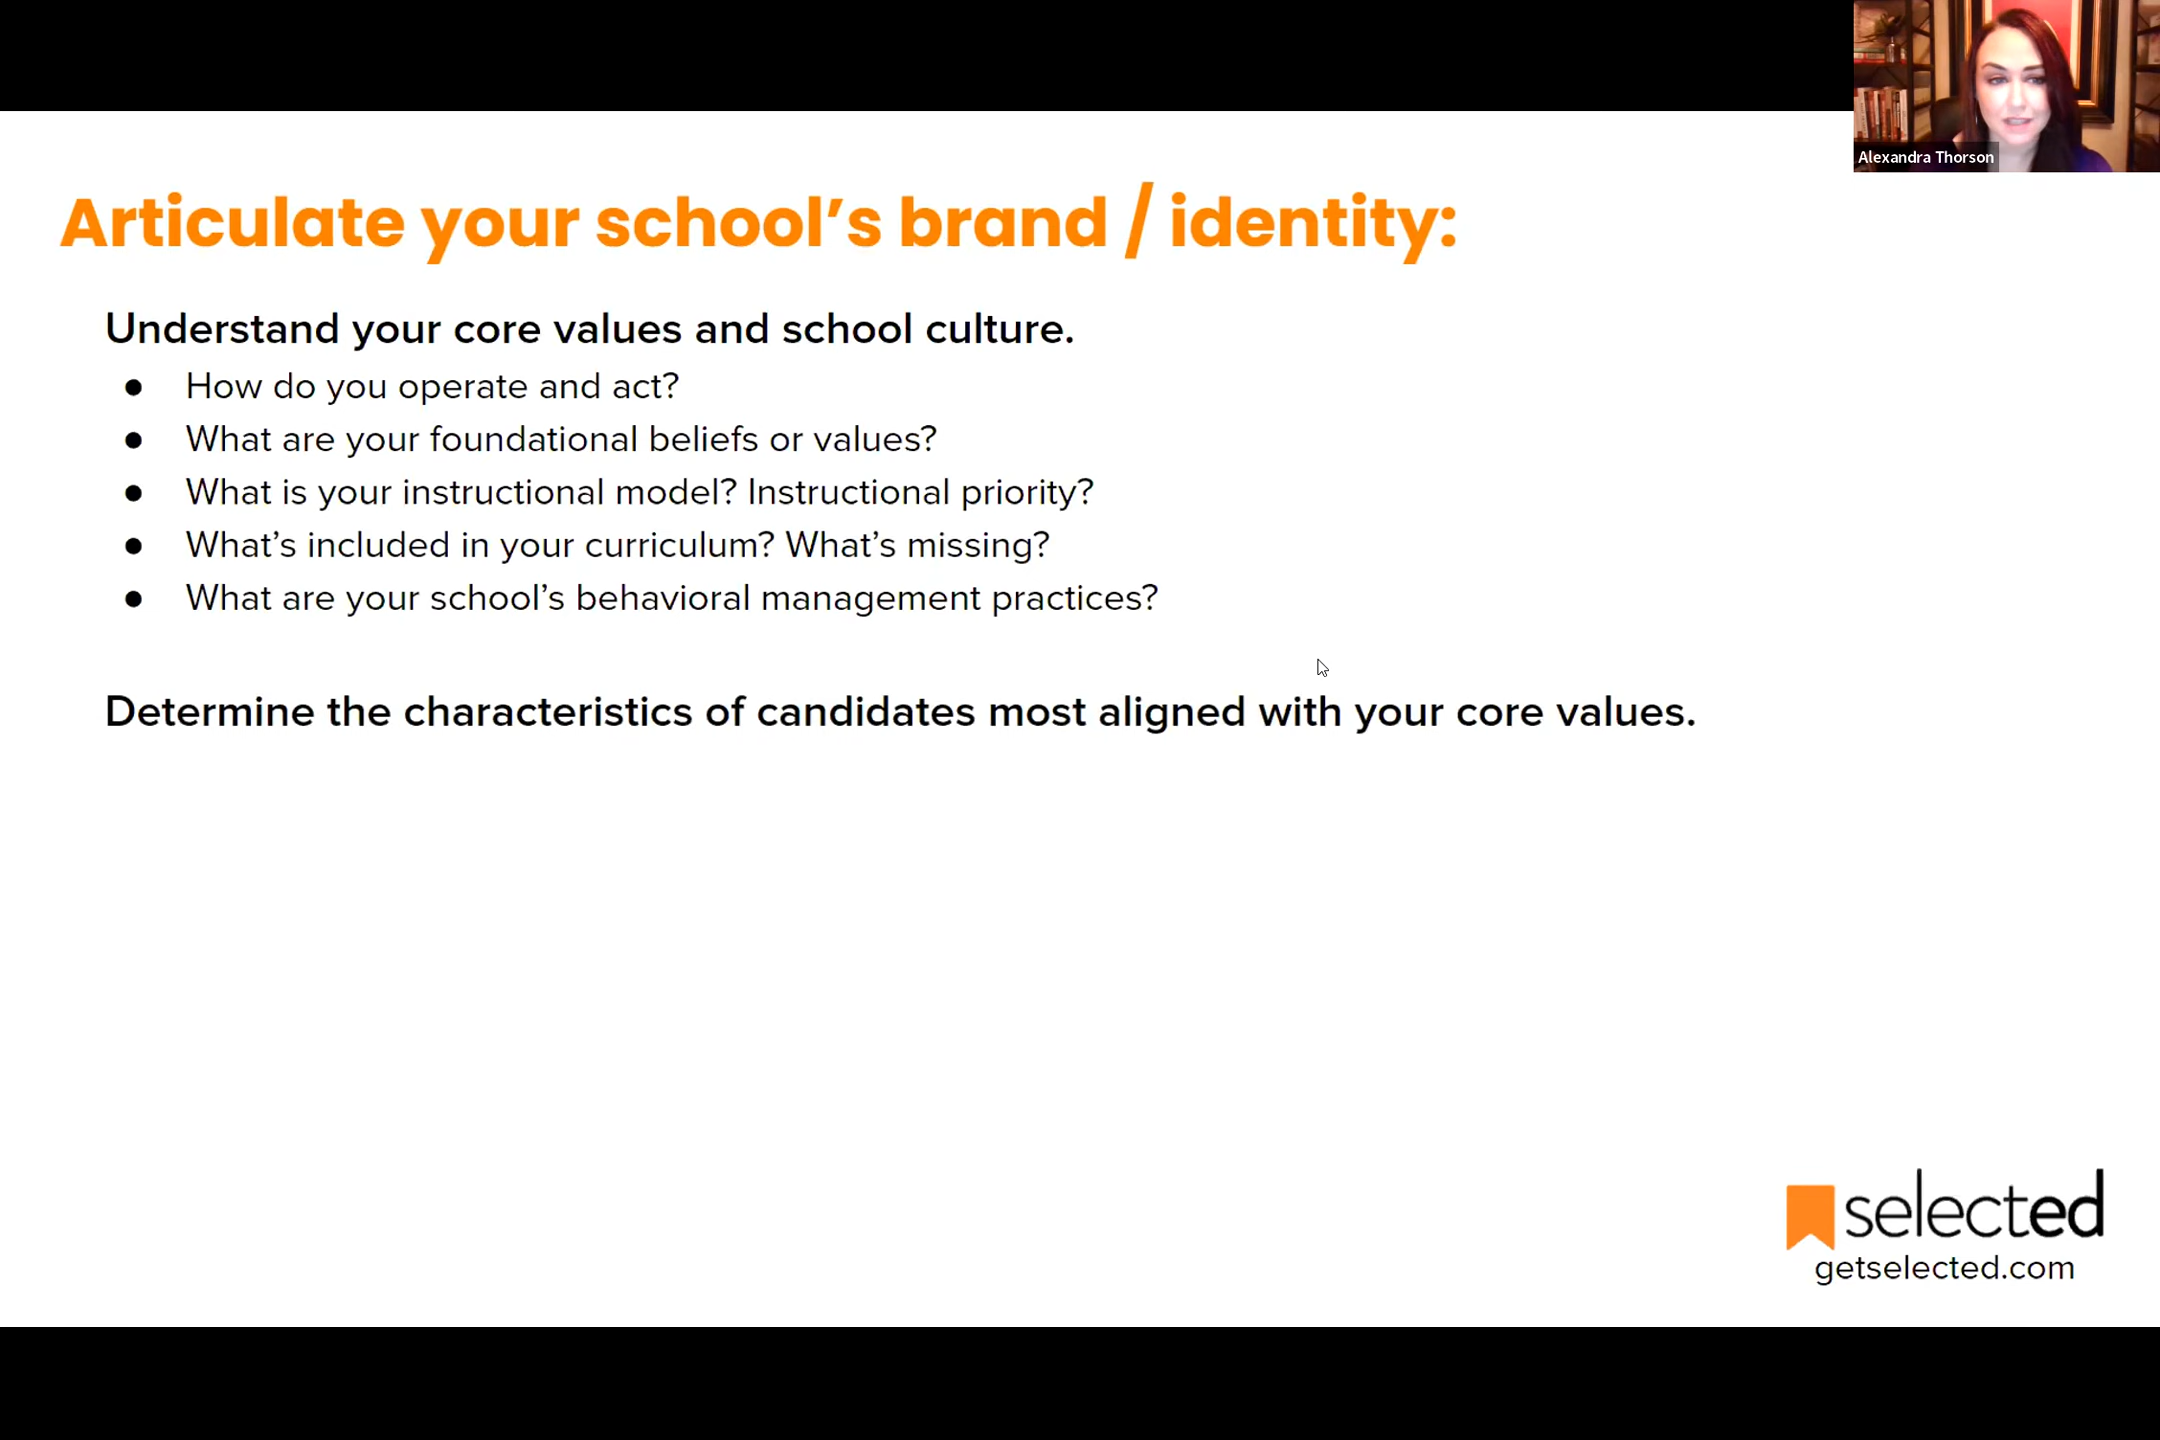 Alexandra Thorson
Articulate your school’s brand / identity:
Understand your core values and school culture.
● How do you operate and act?
● What are your foundational beliefs or values?
● What is your instructional model? Instructional priority?
● What’s included in your curriculum? What’s missing?
● What are your school’s behavioral management practices?
Determine the characteristics of candidates most aligned with your core values.
selected
getselected.com